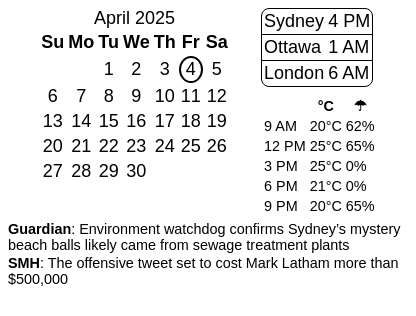 April 2025
Su Mo Tu We Th Fr Sa
1 2 3 4 5
6 7 8 9 10 11 12
13 14 15 16 17 18 19
20 21 22 23 24 25 26
27 28 29 30
Sydney 4 PM
Ottawa 1 AM
London 6 AM
°C ☂
9 AM 20°C 62%
12 PM 25°C 65%
3 PM 25°C 0%
6 PM 21°C 0%
9 PM 20°C 65%
Guardian: Environment watchdog confirms Sydney’s mystery
beach balls likely came from sewage treatment plants
SMH: The offensive tweet set to cost Mark Latham more than
$500,000